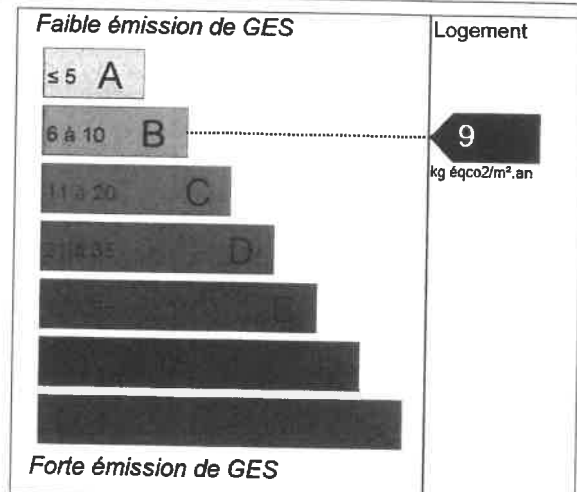 Faible émission de GES
Logement
≤ 5 A
6 à 10 B
9
kg éqco2/m².an
11 à 20 C
21 à 35 D
E
Forte émission de GES